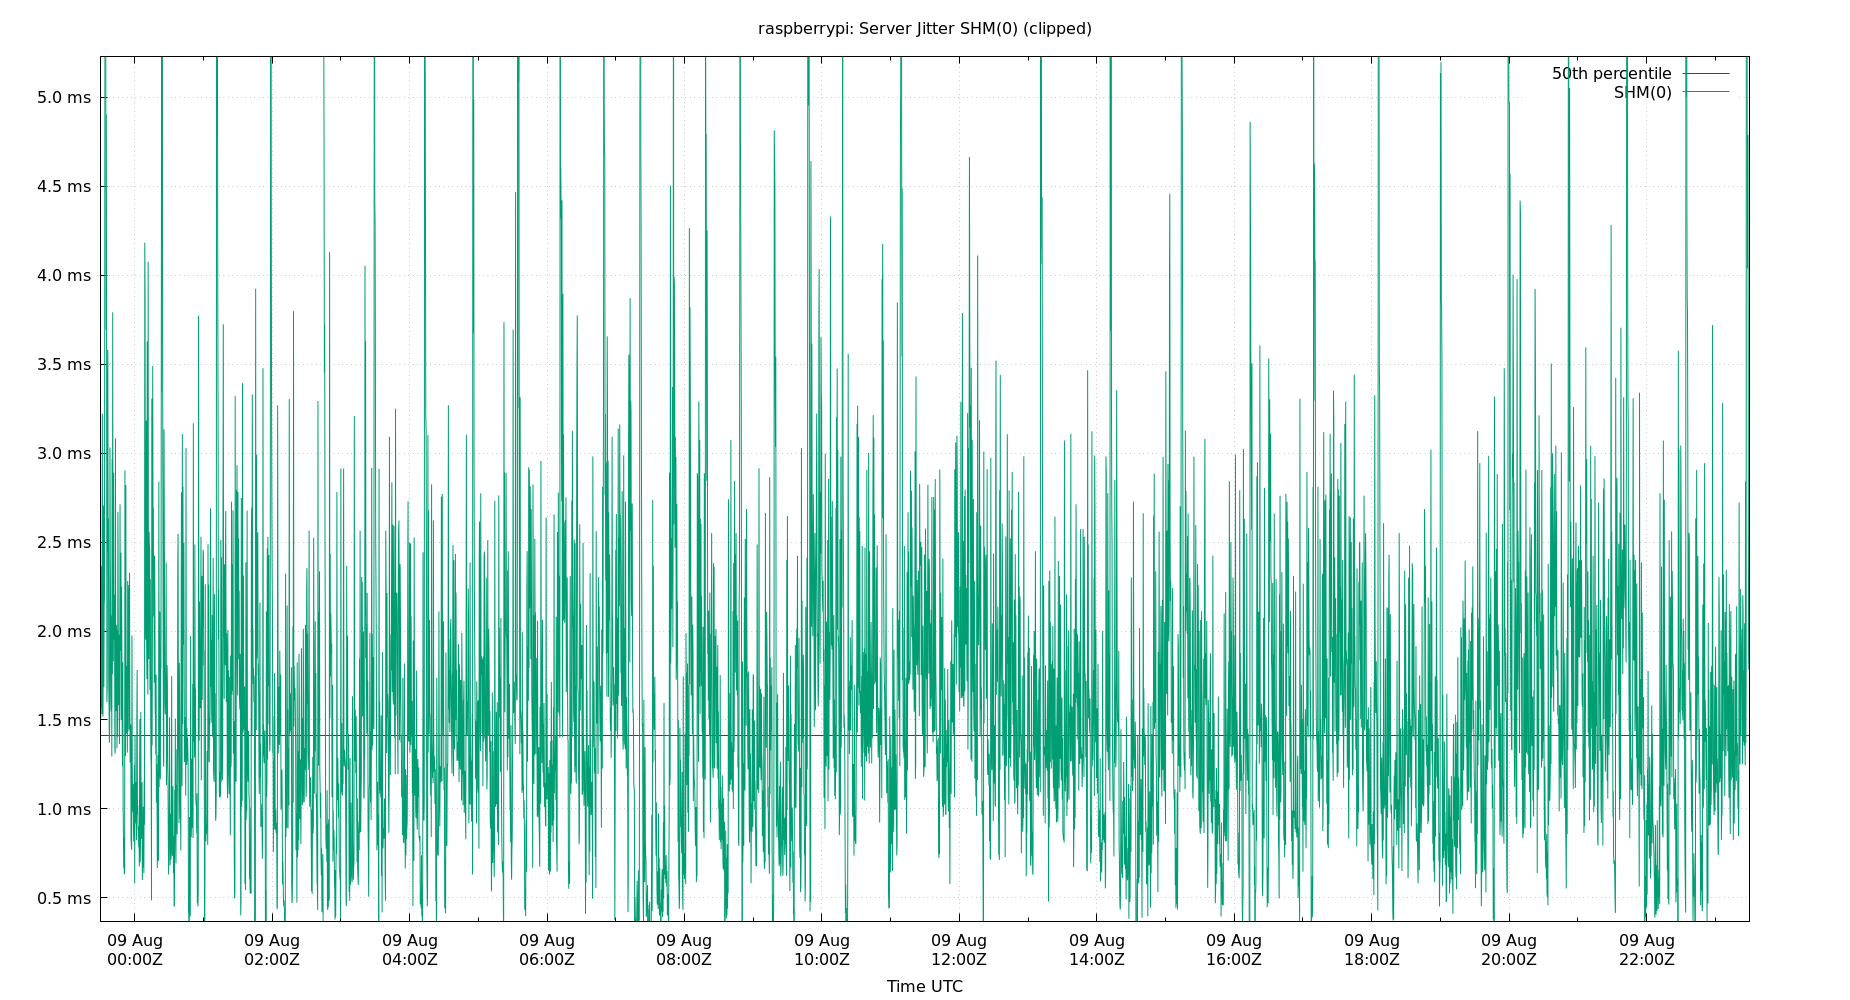 raspberrypi: Server Jitter SHM(0) (clipped)
50th percentile
SHM(0)
5.0 ms
4.5 ms
4.0 ms
3.5 ms
3.0 ms
2.5 ms
2.0 ms
1.5 ms
1.0 ms
0.5 ms
09 Aug 09 Aug 09 Aug 09 Aug 09 Aug 09 Aug 09 Aug 09 Aug 09 Aug 09 Aug 09 Aug 09 Aug
00:00Z 02:00Z 04:00Z 06:00Z 08:00Z 10:00Z 12:00Z 14:00Z 16:00Z 18:00Z 20:00Z 22:00Z
Time UTC